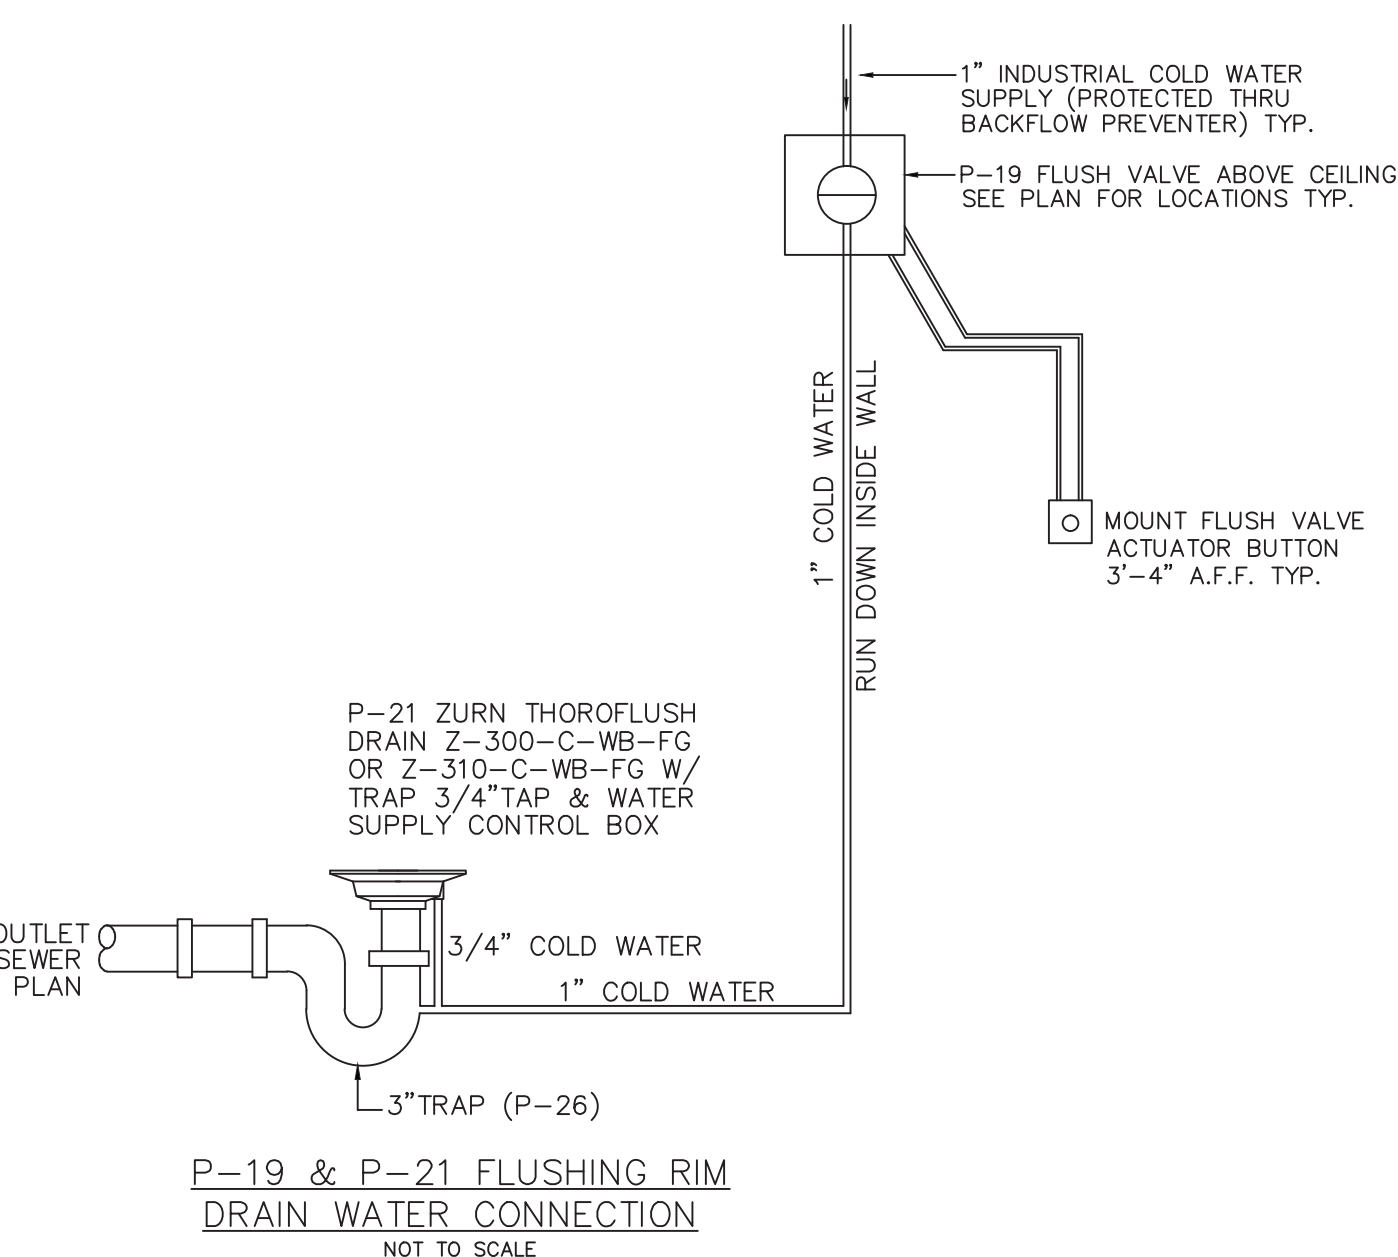 1" INDUSTRIAL COLD WATER
SUPPLY (PROTECTED THRU
BACKFLOW PREVENTER) TYP.
P-19 FLUSH VALVE ABOVE CEILING
SEE PLAN FOR LOCATIONS TYP.
1" COLD WATER
RUN DOWN INSIDE WALL
MOUNT FLUSH VALVE
ACTUATOR BUTTON
3'-4" A.F.F. TYP.
P-21 ZURN THOROFLUSH
DRAIN Z-300-C-WB-FG
OR Z-310-C-WB-FG W/
TRAP 3/4"TAP & WATER
SUPPLY CONTROL BOX
OUTLET
SEWER
PLAN
3/4" COLD WATER
1" COLD WATER
3"TRAP (P-26)
P-19 & P-21 FLUSHING RIM
DRAIN WATER CONNECTION
NOT TO SCALE